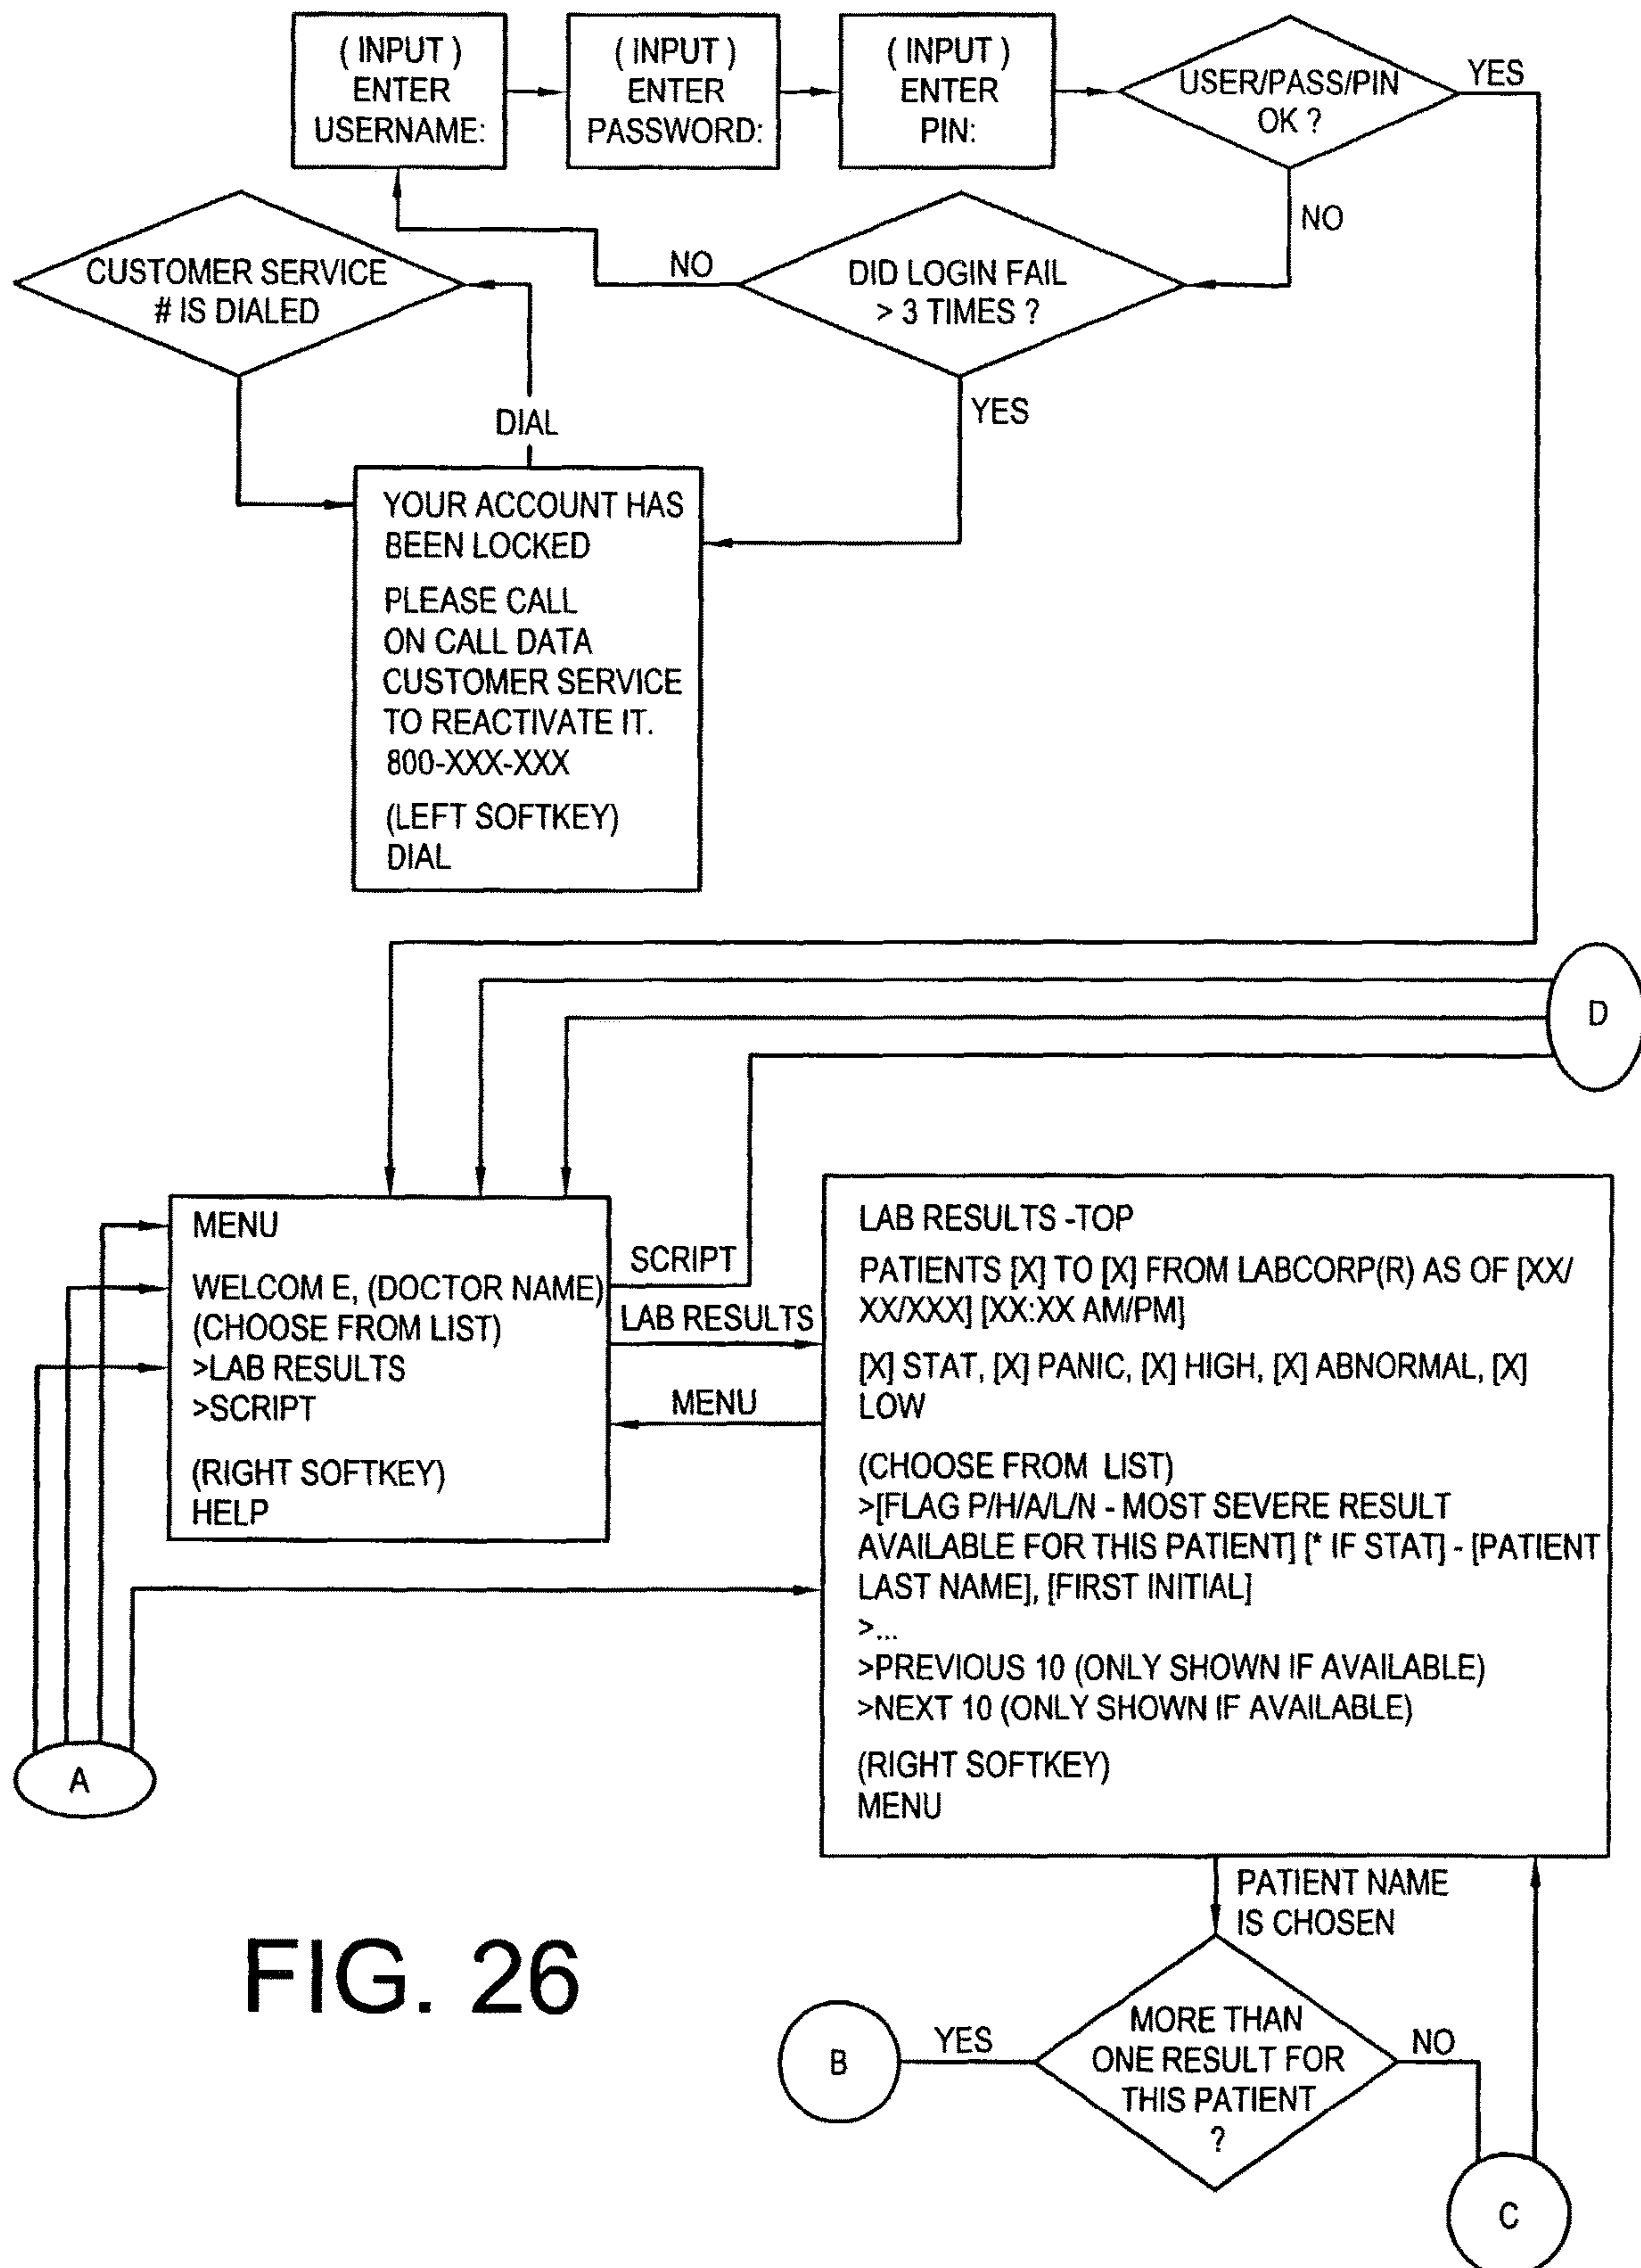 ( INPUT )
ENTER
USERNAME:
( INPUT )
ENTER
PASSWORD:
( INPUT )
ENTER
PIN:
USER/PASS/PIN
OK ?
YES
NO
CUSTOMER SERVICE
# IS DIALED
NO
DID LOGIN FAIL
> 3 TIMES ?
YES
DIAL
YOUR ACCOUNT HAS
BEEN LOCKED
PLEASE CALL
ON CALL DATA
CUSTOMER SERVICE
TO REACTIVATE IT.
800-XXX-XXX
(LEFT SOFTKEY)
DIAL
D
MENU
WELCOM E, (DOCTOR NAME)
(CHOOSE FROM LIST)
>LAB RESULTS
>SCRIPT
(RIGHT SOFTKEY)
HELP
SCRIPT
LAB RESULTS
MENU
LAB RESULTS -TOP
PATIENTS [X] TO [X] FROM LABCORP(R) AS OF [XX/
XX/XXX] [XX:XX AM/PM]
[X] STAT, [X] PANIC, [X] HIGH, [X] ABNORMAL, [X]
LOW
(CHOOSE FROM LIST)
>[FLAG P/H/A/L/N - MOST SEVERE RESULT
AVAILABLE FOR THIS PATIENT] [* IF STAT] - [PATIENT
LAST NAME], [FIRST INITIAL]
>...
>PREVIOUS 10 (ONLY SHOWN IF AVAILABLE)
>NEXT 10 (ONLY SHOWN IF AVAILABLE)
(RIGHT SOFTKEY)
MENU
A
PATIENT NAME
IS CHOSEN
FIG. 26
B
YES
MORE THAN
ONE RESULT FOR
THIS PATIENT
?
NO
C